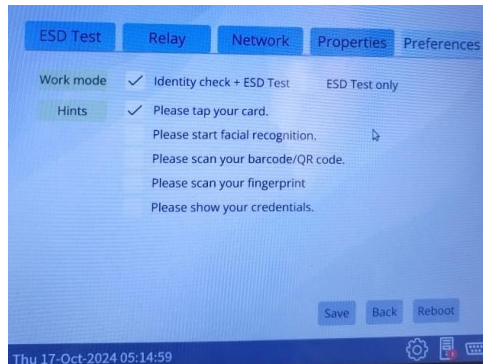 ESD Test Relay Network Properties Preferences
Work mode Identity check + ESD Test ESD Test only
Hints Please tap your card.
Please start facial recognition.
Please scan your barcode/QR code.
Please scan your fingerprint
Please show your credentials.
Save Back Reboot
Thu 17-Oct-2024 05:14:59